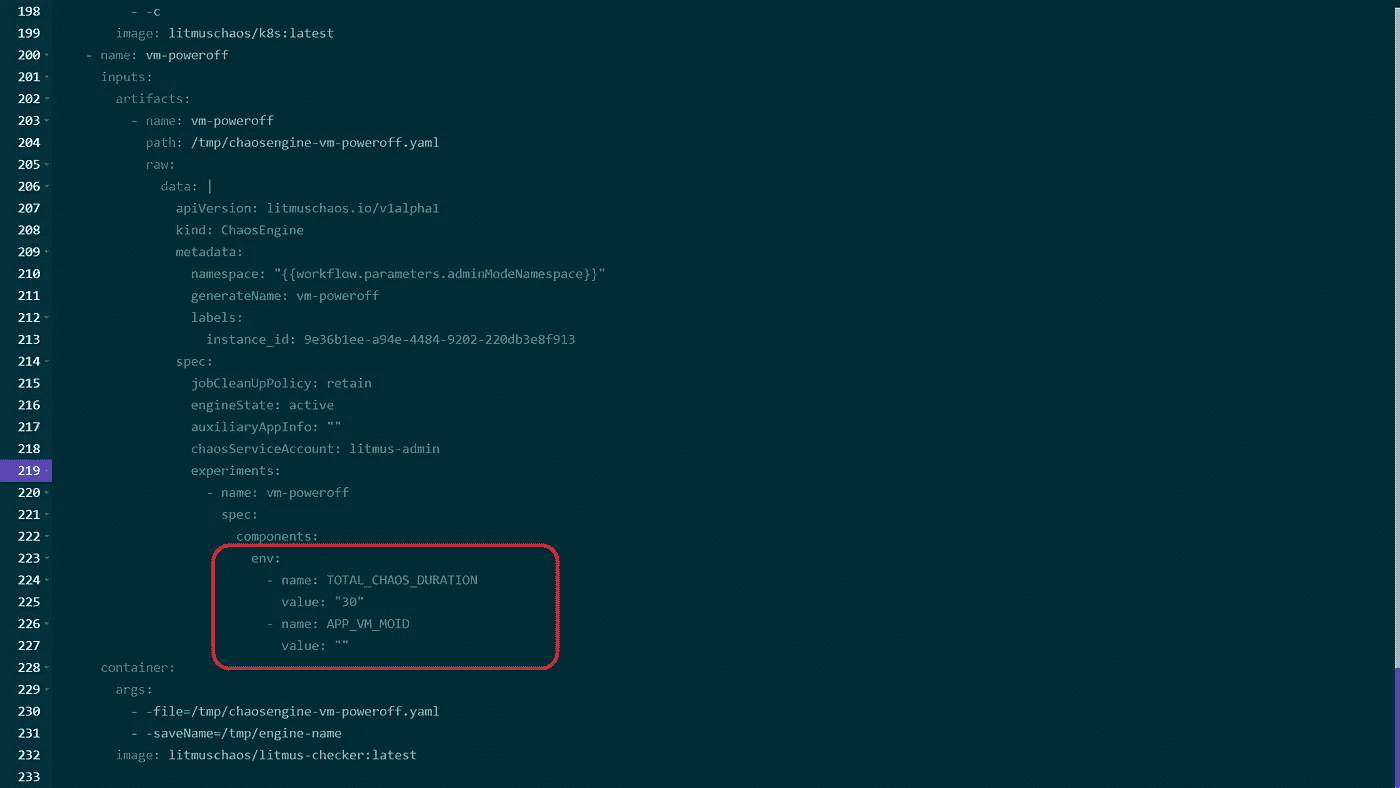 198           - -c
199         image: litmuschaos/k8s:latest
200     - name: vm-poweroff
201       inputs:
202         artifacts:
203           - name: vm-poweroff
204             path: /tmp/chaosengine-vm-poweroff.yaml
205             raw:
206               data: |
207                 apiVersion: litmuschaos.io/v1alpha1
208                 kind: ChaosEngine
209                 metadata:
210                   namespace: "{{workflow.parameters.adminModeNamespace}}"
211                   generateName: vm-poweroff
212                   labels:
213                     instance_id: 9e36b1ee-a94e-4484-9202-220db3e8f913
214                 spec:
215                   jobCleanUpPolicy: retain
216                   engineState: active
217                   auxiliaryAppInfo: ""
218                   chaosServiceAccount: litmus-admin
219                   experiments:
220                     - name: vm-poweroff
221                       spec:
222                         components:
223                           env:
224                             - name: TOTAL_CHAOS_DURATION
225                               value: "30"
226                             - name: APP_VM_MOID
227                               value: ""
228       container:
229         args:
230           - -file=/tmp/chaosengine-vm-poweroff.yaml
231           - -saveName=/tmp/engine-name
232         image: litmuschaos/litmus-checker:latest
233